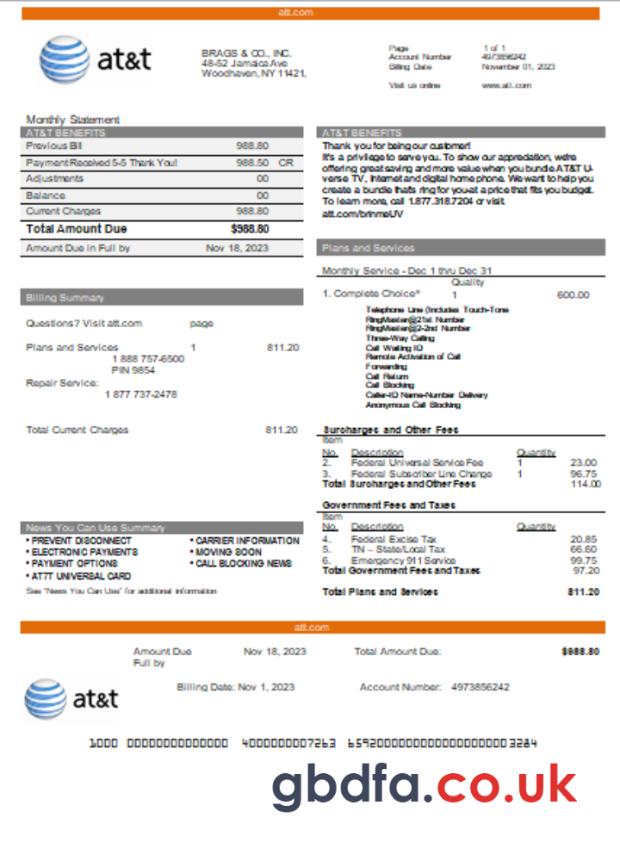 att.com
at&t
BRAGS & CO., INC.
48-52 Jamaica Ave
Woodhaven, NY 11421,
Page 1 of 1
Account Number 4973856242
Billing Date November 01, 2023
Visit us online www.att.com
Monthly Statement
AT&T BENEFITS
Previous Bill 988.80
Payment Received 5-5 Thank You! 988.50 CR
Adjustments 00
Balance 00
Current Charges 988.80
Total Amount Due $988.80
Amount Due in Full by Nov 18, 2023
Billing Summary
Questions? Visit att.com page
Plans and Services 1 811.20
1 888 757-6500
PIN 9854
Repair Service:
1 877 737-2478
Total Current Charges 811.20
News You Can Use Summary
• PREVENT DISCONNECT • CARRIER INFORMATION
• ELECTRONIC PAYMENTS • MOVING SOON
• PAYMENT OPTIONS • CALL BLOCKING NEWS
• AT7T UNIVERSAL CARD
See "News You Can Use" for additional information
AT&T BENEFITS
Thank you for being our customer!
It's a privilege to serve you. To show our appreciation, we're
offering great saving and more value when you bundle AT&T U-
verse TV, Internet and digital home phone. We want to help you
create a bundle thats ring for you-at a price that fits you budget.
To learn more, call 1.877.318.7204 or visit.
att.com/brinmeUV
Plans and Services
Monthly Service - Dec 1 thru Dec 31
Quality
1. Complete Choice® 1 600.00
Telephone Line (Includes Touch-Tone
RingMaster@21st Number
RingMaster@2-2nd Number
Three-Way Calling
Call Waiting ID
Remote Activation of Call
Forwarding
Call Return
Call Blocking
Caller-ID Name-Number Delivery
Anonymous Call Blocking
Surcharges and Other Fees
Item
No. Description Quantity
2. Federal Universal Service Fee 1 23.00
3. Federal Subscriber Line Change 1 96.75
Total Surcharges and Other Fees 114.00
Government Fees and Taxes
Item
No. Description Quantity
4. Federal Excise Tax 20.85
5. TN – State/Local Tax 66.60
6. Emergency 911 Service 99.75
Total Government Fees and Taxes 97.20
Total Plans and Services 811.20
att.com
Amount Due Nov 18, 2023 Total Amount Due: $988.80
Full by
at&t
Billing Date: Nov 1, 2023 Account Number: 4973856242
gbdfa.co.uk